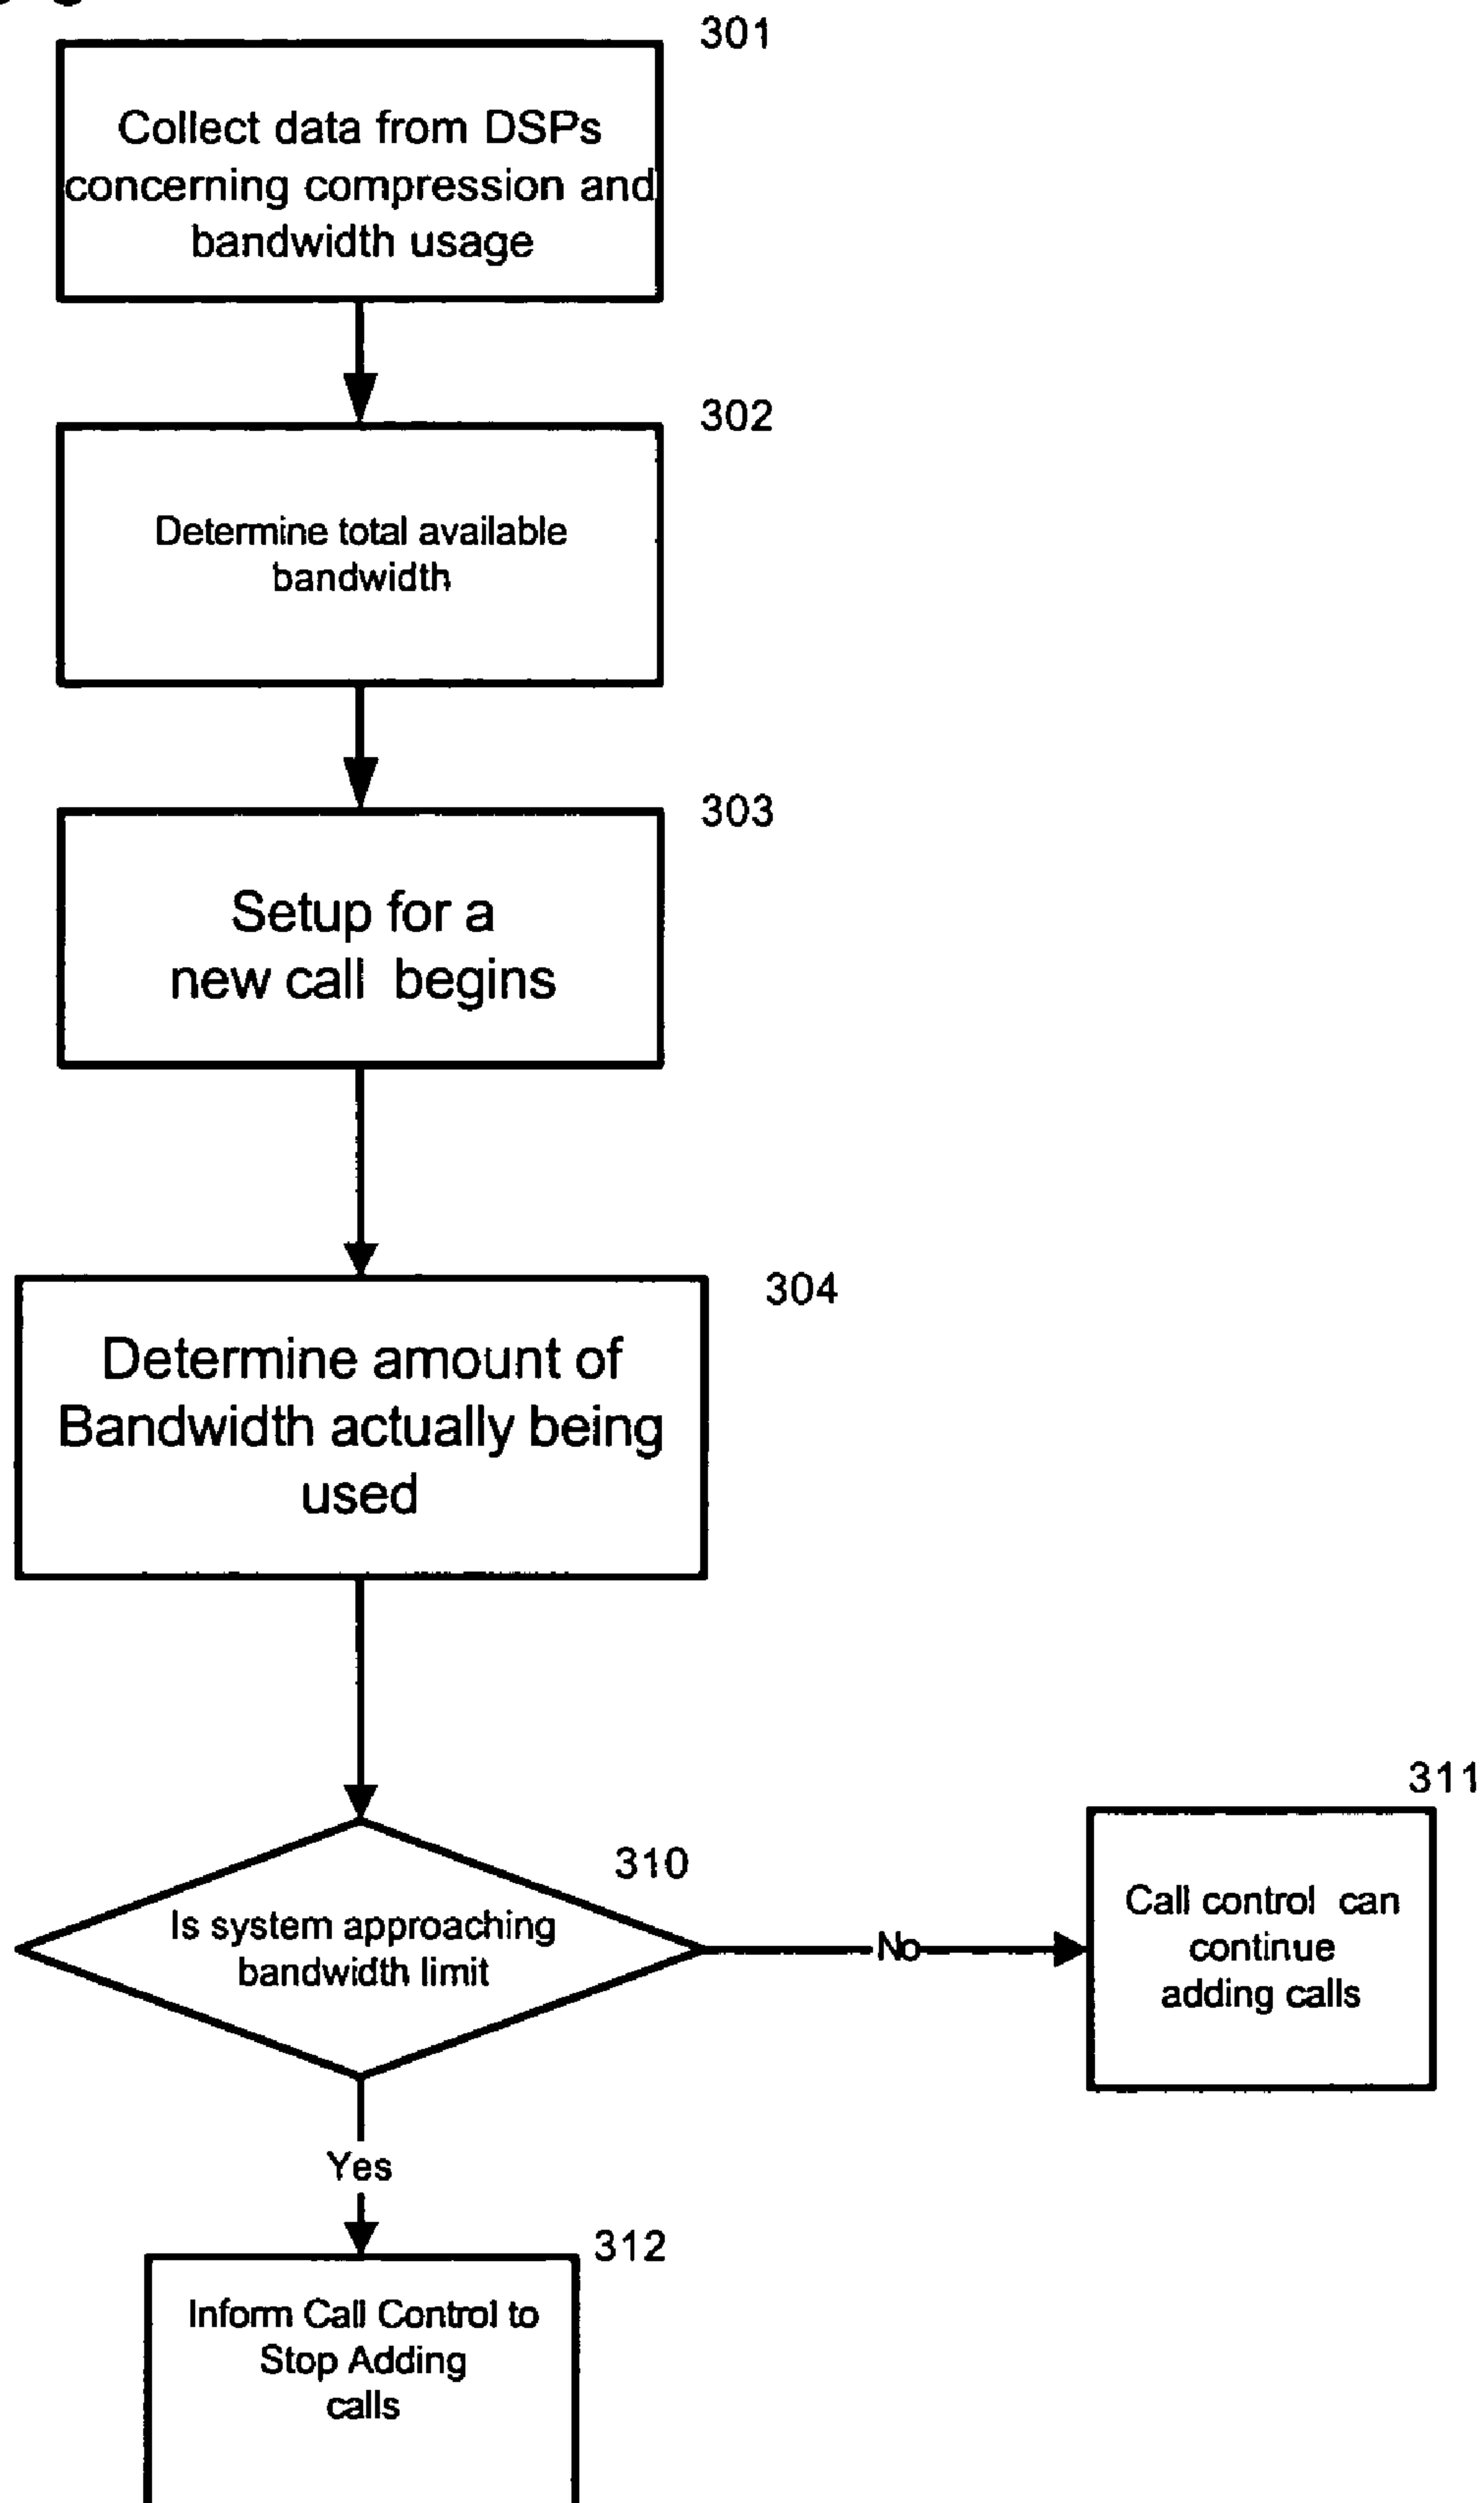 301
Collect data from DSPs
concerning compression and
bandwidth usage
302
Determine total available
bandwidth
303
Setup for a
new call begins
304
Determine amount of
Bandwidth actually being
used
310
Is system approaching
bandwidth limit
No
311
Call control can
continue
adding calls
Yes
312
Inform Call Control to
Stop Adding
calls